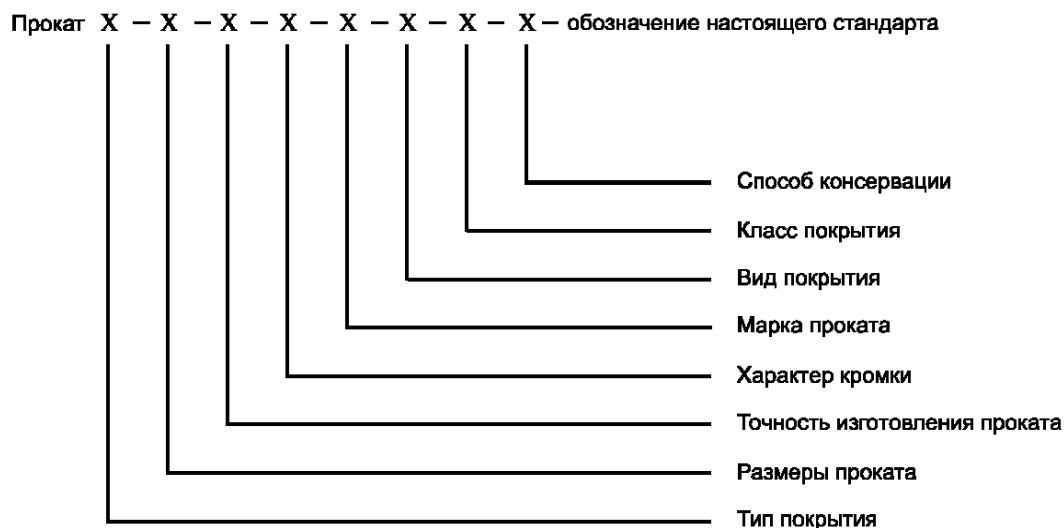 Прокат X – X – X – X – X – X – X – X – обозначение настоящего стандарта
Способ консервации
Класс покрытия
Вид покрытия
Марка проката
Характер кромки
Точность изготовления проката
Размеры проката
Тип покрытия